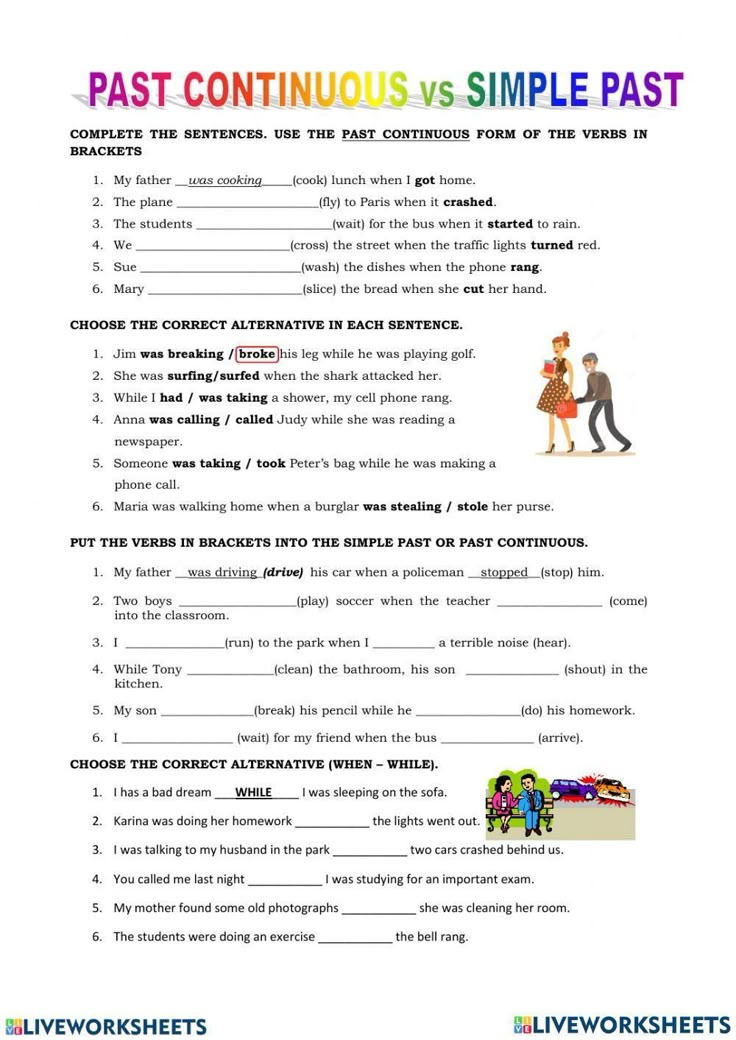 PAST CONTINUOUS vs SIMPLE PAST
COMPLETE THE SENTENCES. USE THE PAST CONTINUOUS FORM OF THE VERBS IN
BRACKETS
1. My father __was cooking_____(cook) lunch when I got home.
2. The plane _______________________(fly) to Paris when it crashed.
3. The students ______________________(wait) for the bus when it started to rain.
4. We _________________________(cross) the street when the traffic lights turned red.
5. Sue __________________________(wash) the dishes when the phone rang.
6. Mary _________________________(slice) the bread when she cut her hand.
CHOOSE THE CORRECT ALTERNATIVE IN EACH SENTENCE.
1. Jim was breaking / broke his leg while he was playing golf.
2. She was surfing/surfed when the shark attacked her.
3. While I had / was taking a shower, my cell phone rang.
4. Anna was calling / called Judy while she was reading a
newspaper.
5. Someone was taking / took Peter's bag while he was making a
phone call.
6. Maria was walking home when a burglar was stealing / stole her purse.
PUT THE VERBS IN BRACKETS INTO THE SIMPLE PAST OR PAST CONTINUOUS.
1. My father __was driving_(drive) his car when a policeman __stopped__(stop) him.
2. Two boys ___________________(play) soccer when the teacher _________________ (come)
into the classroom.
3. I ________________(run) to the park when I __________ a terrible noise (hear).
4. While Tony ______________(clean) the bathroom, his son _______________ (shout) in the
kitchen.
5. My son _______________(break) his pencil while he _________________(do) his homework.
6. I __________________ (wait) for my friend when the bus _______________ (arrive).
CHOOSE THE CORRECT ALTERNATIVE (WHEN – WHILE).
1. I has a bad dream ___WHILE____ I was sleeping on the sofa.
2. Karina was doing her homework ___________ the lights went out.
3. I was talking to my husband in the park ___________ two cars crashed behind us.
4. You called me last night ___________ I was studying for an important exam.
5. My mother found some old photographs ___________ she was cleaning her room.
6. The students were doing an exercise ___________ the bell rang.
LIVE LIVEWORKSHEETS
LIVE LIVEWORKSHEETS